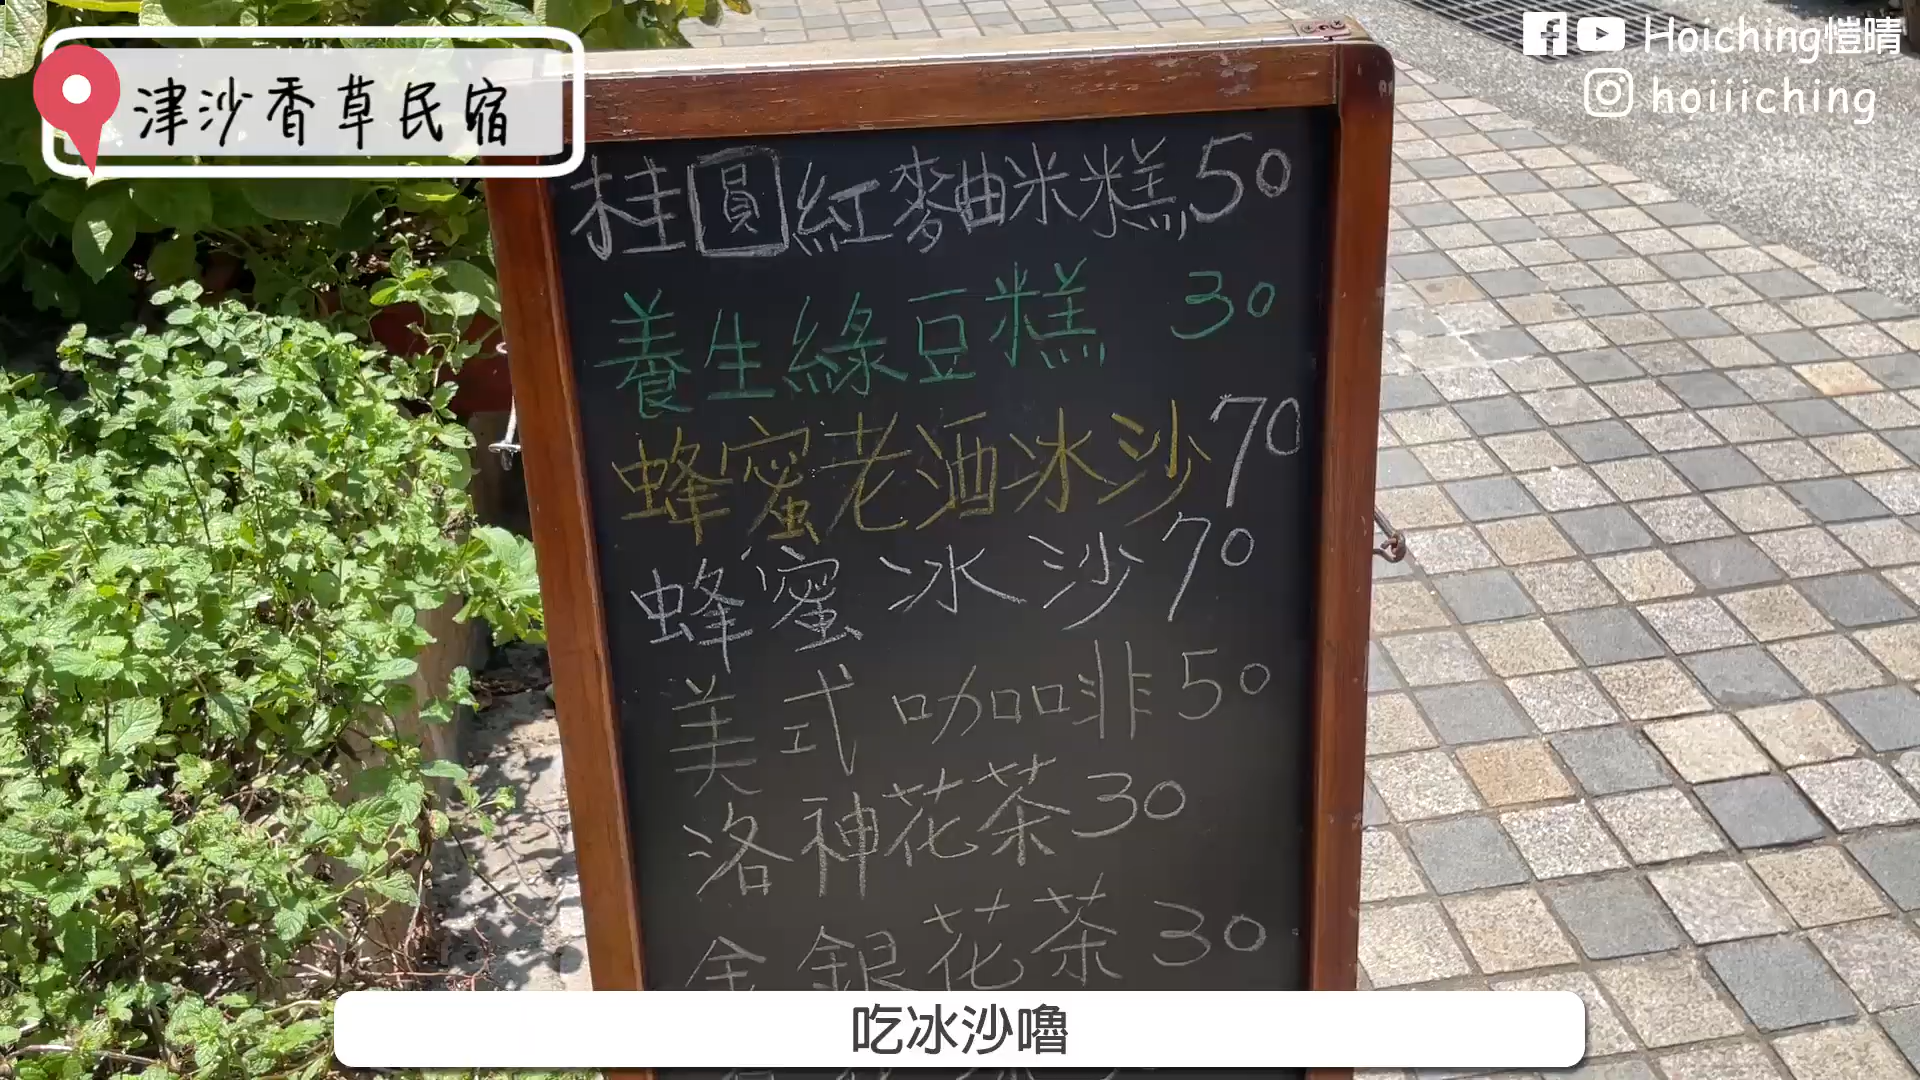 津沙香草民宿
Hoiching愷晴
hoiiiching
桂圓紅麥麯米糕50
養生綠豆糕 30
蜂蜜老酒冰沙70
蜂蜜冰沙70
美式咖啡50
洛神花茶30
金銀花茶30
吃冰沙嚕